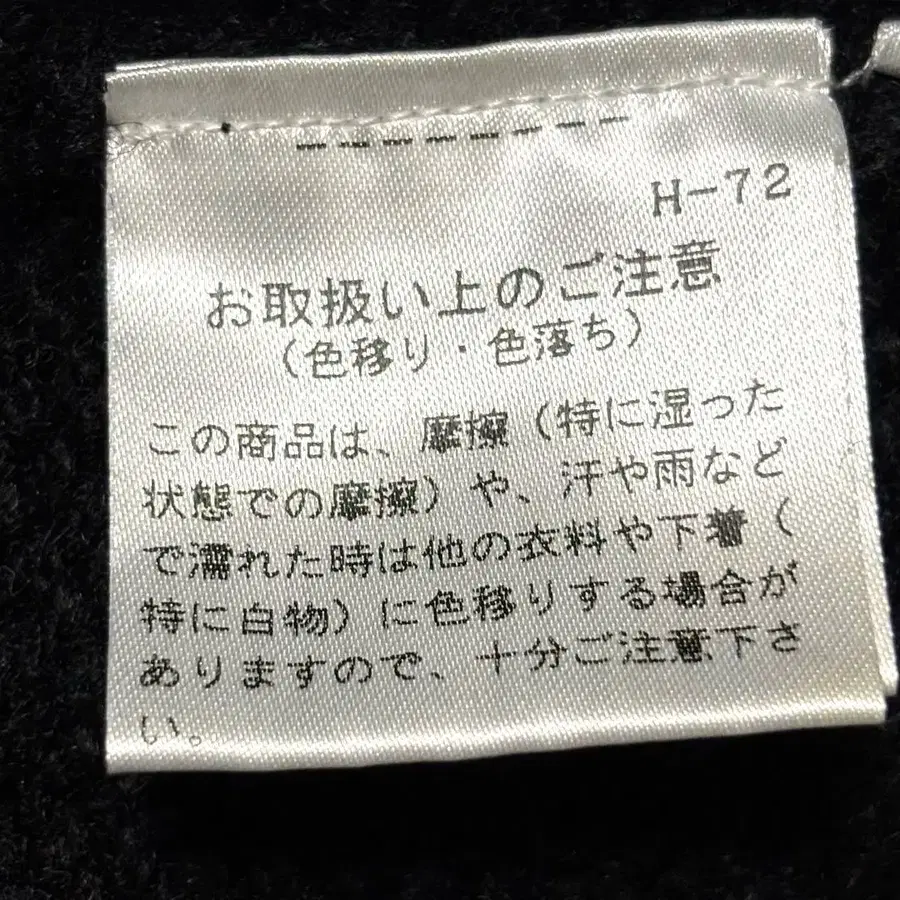 H-72
お取扱い上のご注意
（色移り・色落ち）
この商品は、摩擦（特に湿った
状態での摩擦）や、汗や雨など
で濡れた時は他の衣料や下着（
特に白物）に色移りする場合が
ありますので、十分ご注意下さ
い。